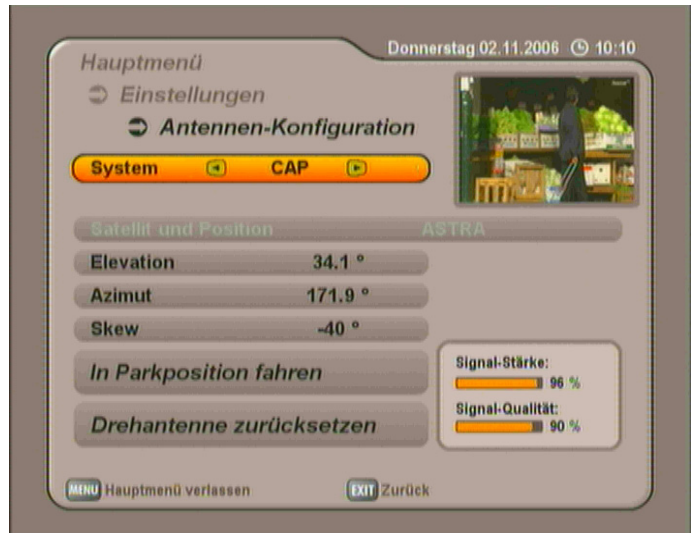 Donnerstag 02.11.2006 10:10
Hauptmenü
Einstellungen
Antennen-Konfiguration
System CAP
Satellit und Position ASTRA
Elevation 34.1 °
Azimut 171.9 °
Skew -40 °
In Parkposition fahren
Drehantenne zurücksetzen
Signal-Stärke:
96 %
Signal-Qualität:
90 %
MENU Hauptmenü verlassen
EXIT Zurück